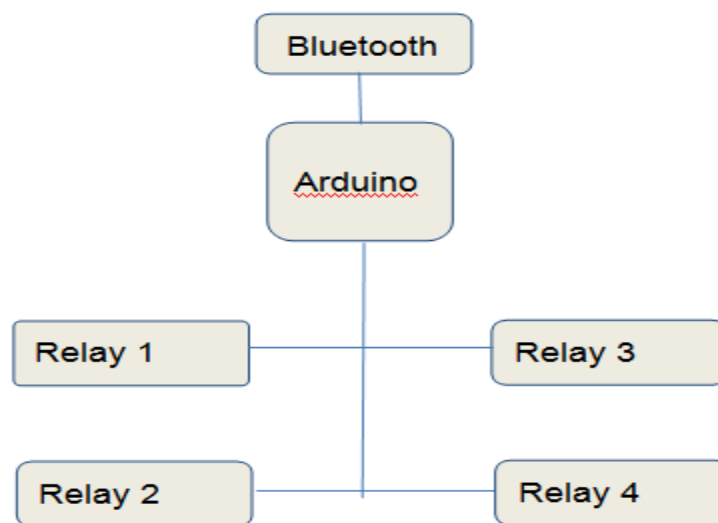 Bluetooth
Arduino
Relay 1
Relay 3
Relay 2
Relay 4